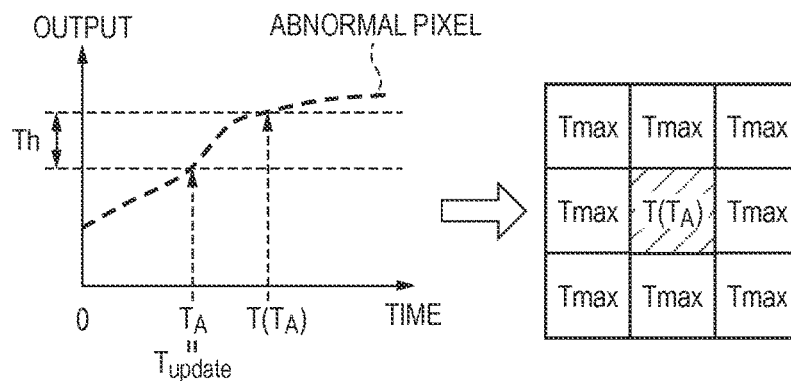 OUTPUT
ABNORMAL PIXEL
Th
0
T_A
T(T_A)
TIME
=
T_update
Tmax Tmax Tmax
Tmax T(T_A) Tmax
Tmax Tmax Tmax